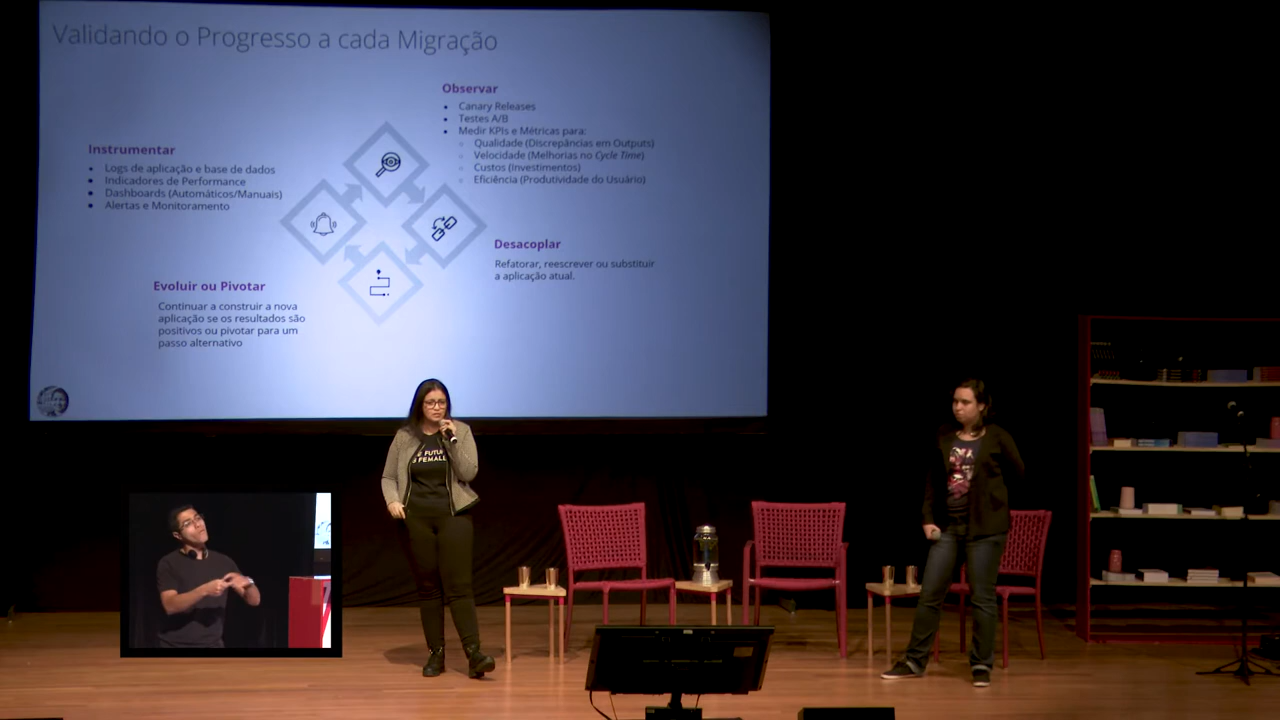 Validando o Progresso a cada Migração
Observar
Canary Releases
Testes A/B
Medir KPIs e Métricas para:
Qualidade (Discrepâncias em Outputs)
Velocidade (Melhorias no Cycle Time)
Custos (Investimentos)
Eficiência (Produtividade do Usuário)
Instrumentar
Logs de aplicação e base de dados
Indicadores de Performance
Dashboards (Automáticos/Manuais)
Alertas e Monitoramento
Desacoplar
Refatorar, reescrever ou substituir
a aplicação atual.
Evoluir ou Pivotar
Continuar a construir a nova
aplicação se os resultados são
positivos ou pivotar para um
passo alternativo
FUTU
FEMALE